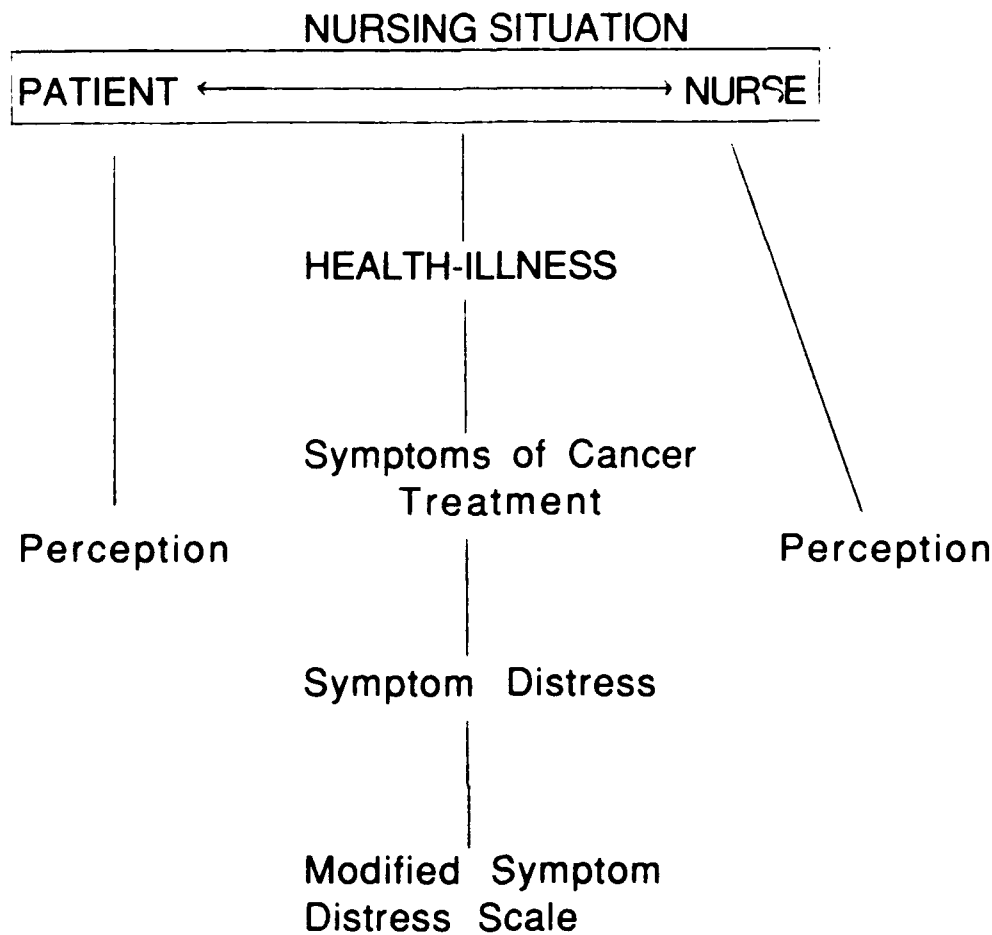 NURSING SITUATION
PATIENT NURSE
HEALTH-ILLNESS
Symptoms of Cancer
Treatment
Perception Perception
Symptom Distress
Modified Symptom
Distress Scale